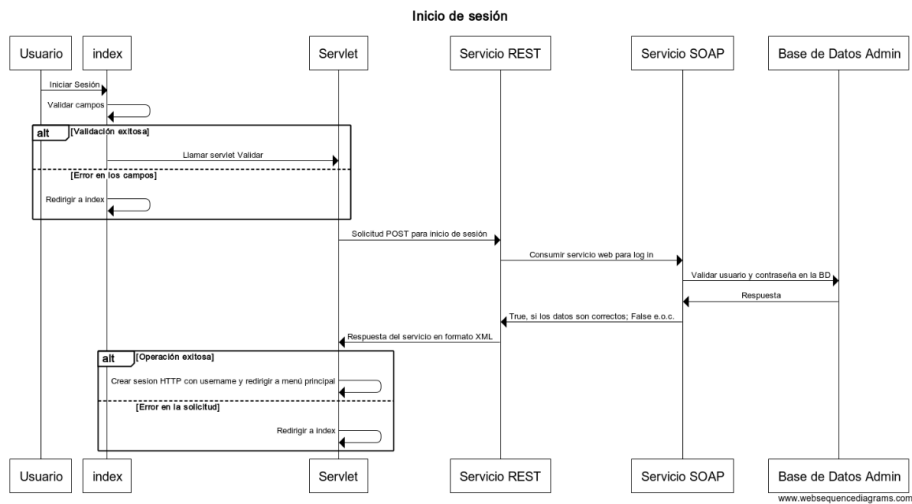 Inicio de sesión
Usuario
index
Servlet
Servicio REST
Servicio SOAP
Base de Datos Admin
Iniciar Sesión
Validar campos
alt
[Validación exitosa]
Llamar servlet Validar
[Error en los campos]
Redirigir a index
Solicitud POST para inicio de sesión
Consumir servicio web para log in
Validar usuario y contraseña en la BD
Respuesta
True, si los datos son correctos; False e.o.c.
Respuesta del servicio en formato XML
alt
[Operación exitosa]
Crear sesion HTTP con username y redirigir a menú principal
[Error en la solicitud]
Redirigir a index
Usuario
index
Servlet
Servicio REST
Servicio SOAP
Base de Datos Admin
www.websequencediagrams.com